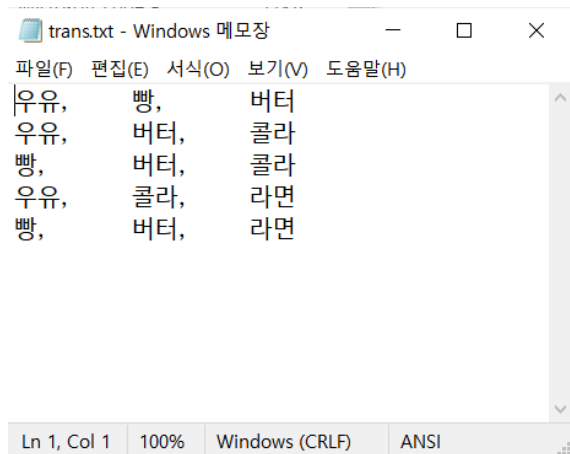 trans.txt - Windows 메모장
파일(F) 편집(E) 서식(O) 보기(V) 도움말(H)
우유, 빵, 버터
우유, 버터, 콜라
빵, 버터, 콜라
우유, 콜라, 라면
빵, 버터, 라면
Ln 1, Col 1 100% Windows (CRLF) ANSI